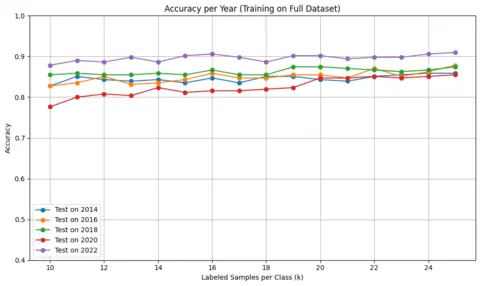 Accuracy per Year (Training on Full Dataset)
1.0
0.9
0.8
0.7
0.6
0.5
0.4
Accuracy
Test on 2014
Test on 2016
Test on 2018
Test on 2020
Test on 2022
10 12 14 16 18 20 22 24
Labeled Samples per Class (k)